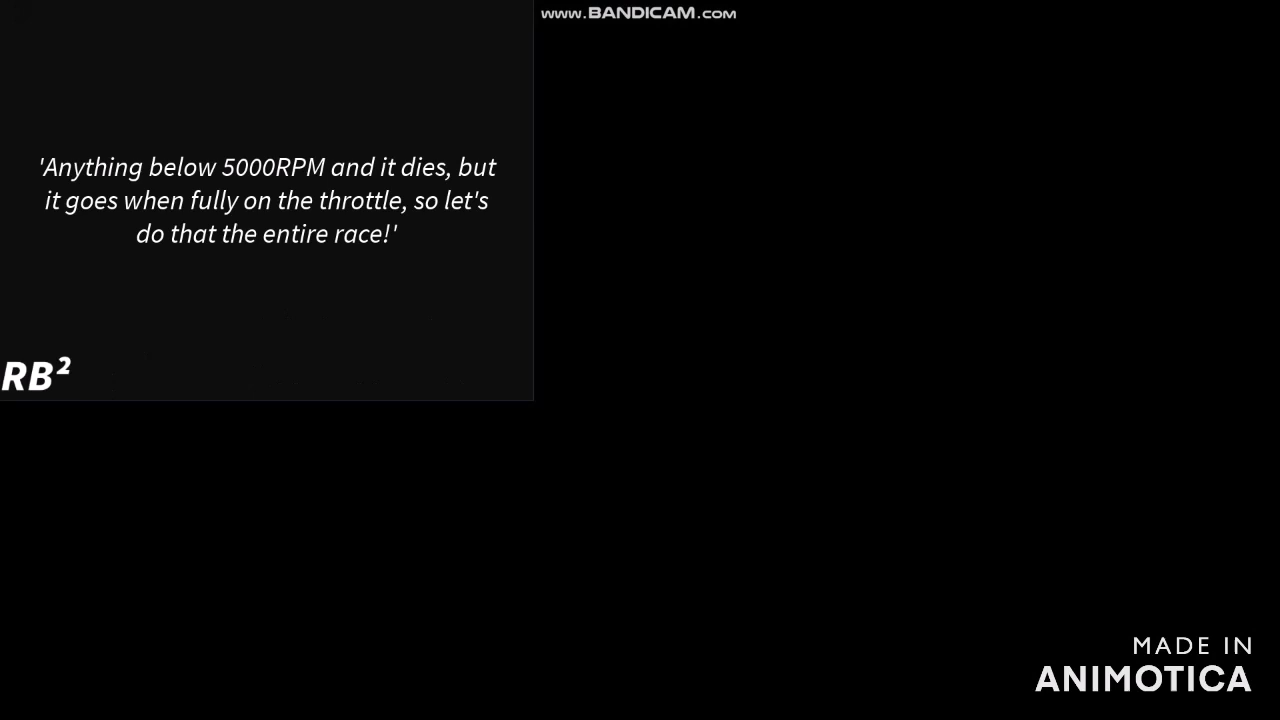 www.BANDICAM.com
'Anything below 5000RPM and it dies, but
it goes when fully on the throttle, so let's
do that the entire race!'
RB²
MADE IN
ANIMOTICA